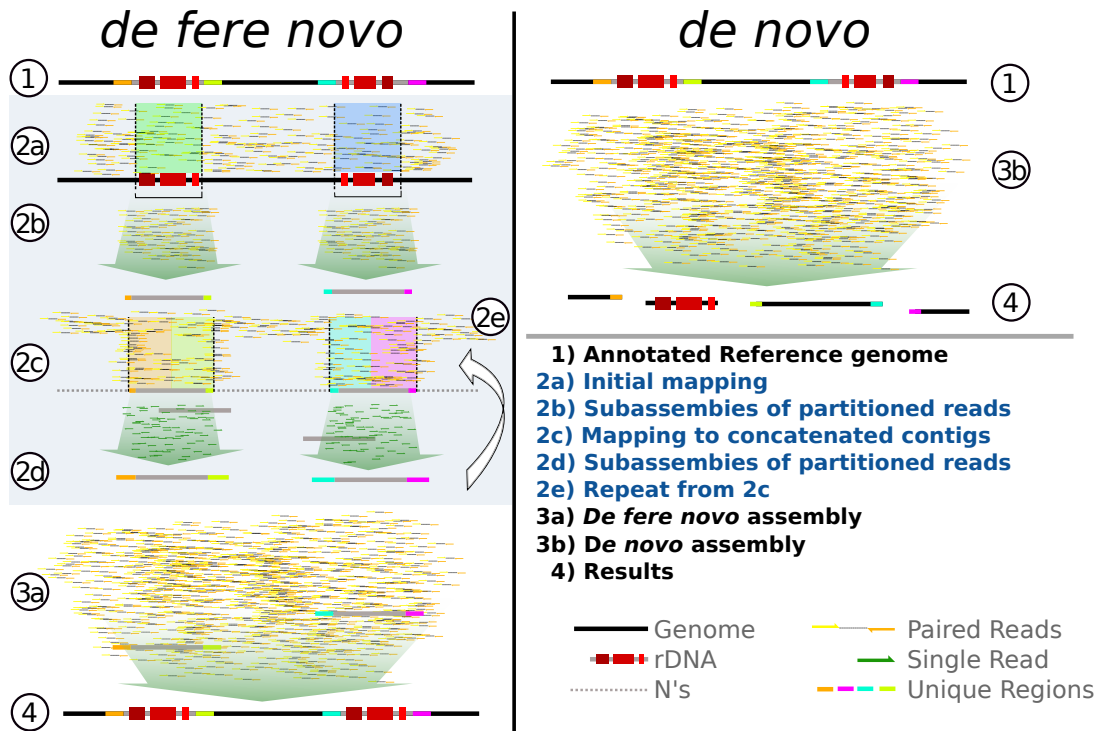 de fere novo
1
2a
2b
2c
2e
2d
3a
4
de novo
1
3b
4
1) Annotated Reference genome
2a) Initial mapping
2b) Subassembies of partitioned reads
2c) Mapping to concatenated contigs
2d) Subassembies of partitioned reads
2e) Repeat from 2c
3a) De fere novo assembly
3b) De novo assembly
4) Results
Genome
rDNA
N's
Paired Reads
Single Read
Unique Regions